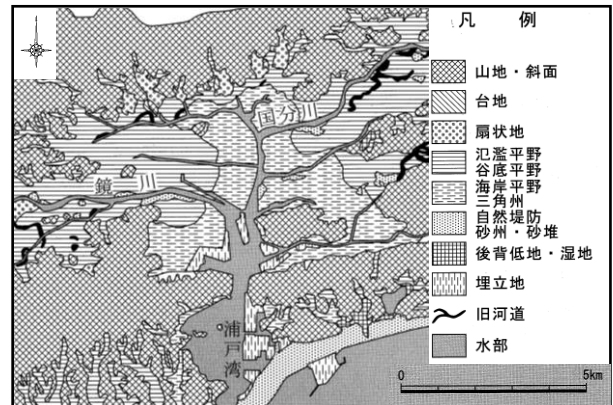 凡 例
山地・斜面
台地
扇状地
氾濫平野
谷底平野
海岸平野
三角州
自然堤防
砂州・砂堆
後背低地・湿地
埋立地
旧河道
水部
国分川
鏡川
浦戸湾
0 5km